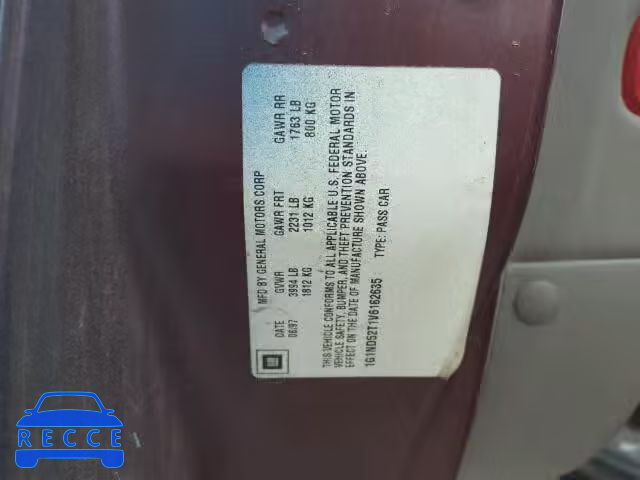 MFD BY GENERAL MOTORS CORP
DATE GVWR GAWR FRT GAWR RR
06/97 3994 LB 2231 LB 1763 LB
1812 KG 1012 KG 800 KG
GM
THIS VEHICLE CONFORMS TO ALL APPLICABLE U.S. FEDERAL MOTOR
VEHICLE SAFETY, BUMPER, AND THEFT PREVENTION STANDARDS IN
EFFECT ON THE DATE OF MANUFACTURE SHOWN ABOVE.
1G1ND52T1V6162635 TYPE: PASS CAR
RECCE